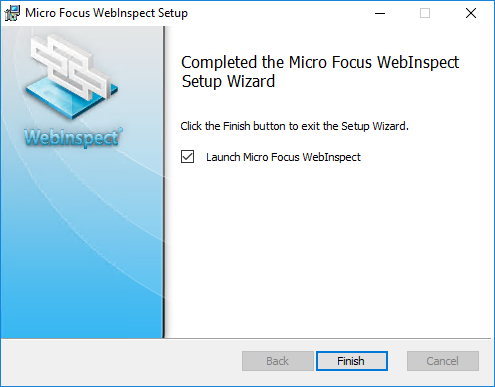 Micro Focus WebInspect Setup
WebInspect
Completed the Micro Focus WebInspect
Setup Wizard
Click the Finish button to exit the Setup Wizard.
Launch Micro Focus WebInspect
Back
Finish
Cancel